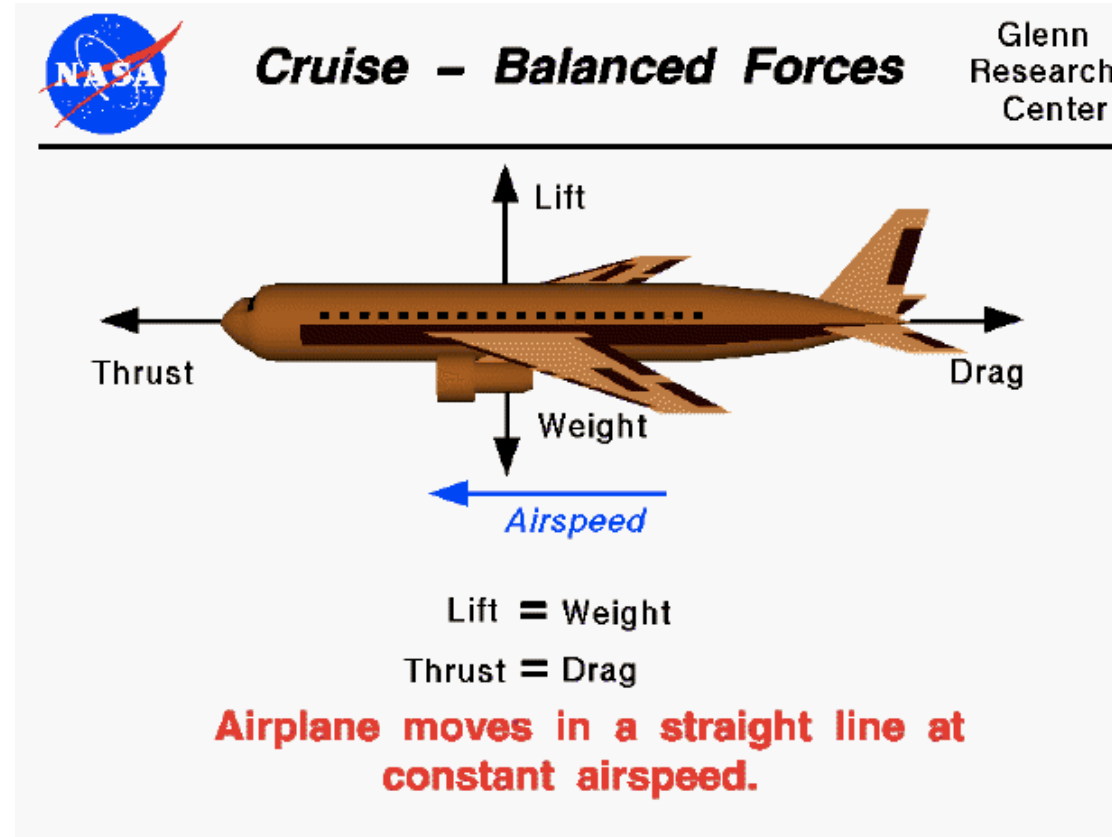 NASA
Cruise – Balanced Forces
Glenn
Research
Center
Lift
Thrust
Drag
Weight
Airspeed
Lift = Weight
Thrust = Drag
Airplane moves in a straight line at
constant airspeed.